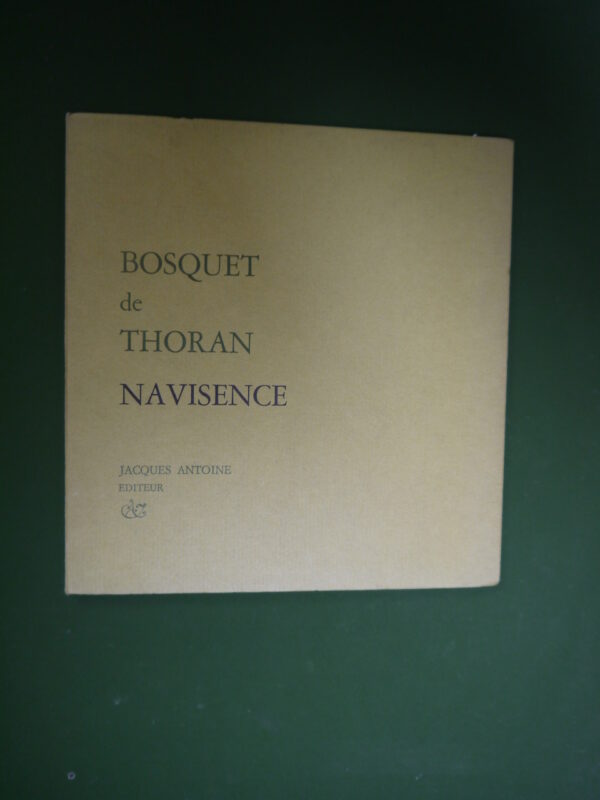 BOSQUET
de
THORAN
NAVISENCE
JACQUES ANTOINE
EDITEUR